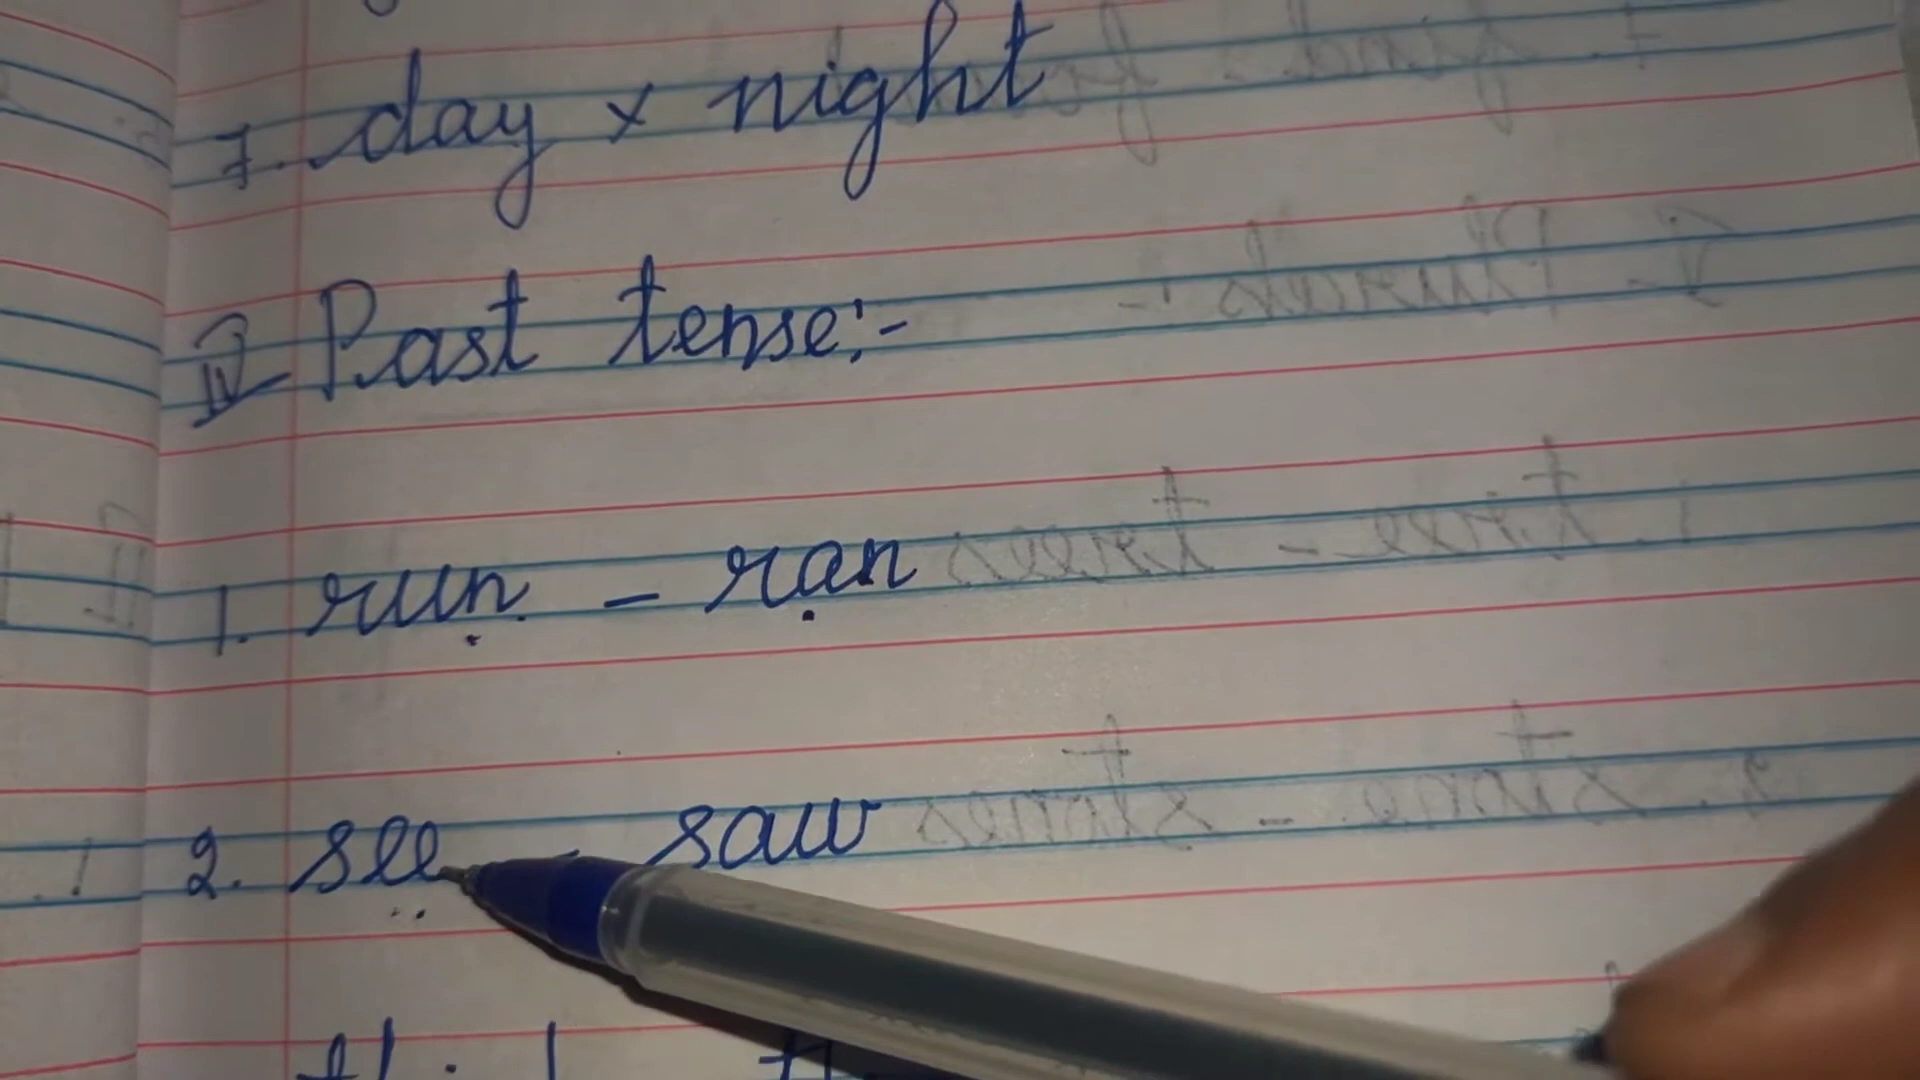 7. day x night
IV Past tense:-
1. run - ran
2. see - saw